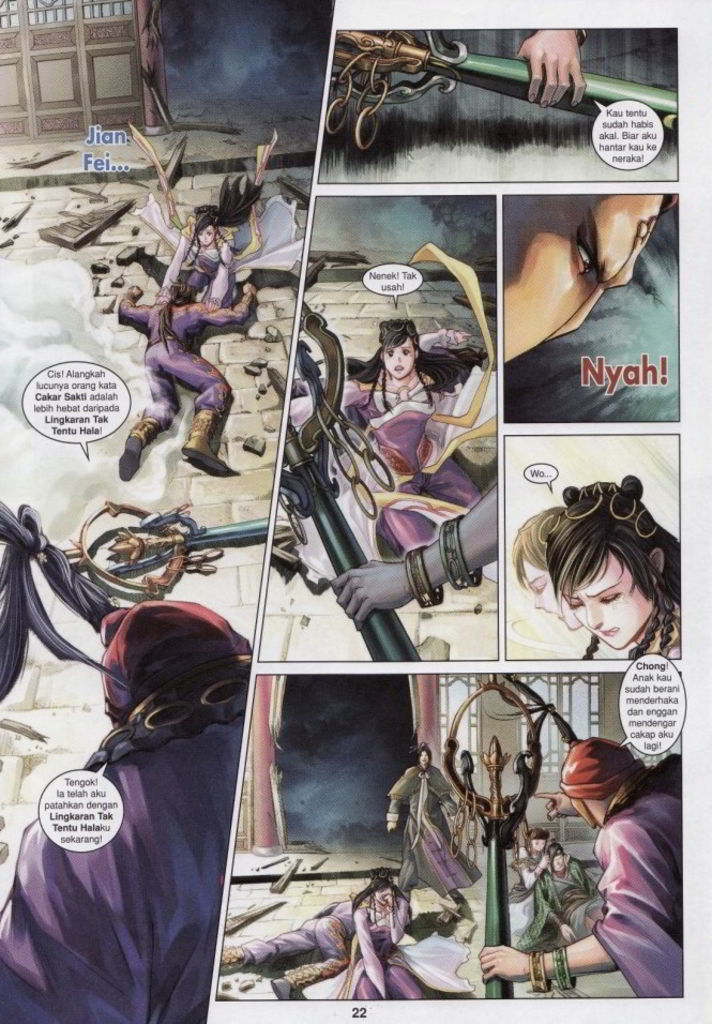 Jian
Fei...
Cis! Alangkah
lucunya orang kata
Cakar Sakti adalah
lebih hebat daripada
Lingkaran Tak
Tentu Hala!
Tengok!
Ia telah aku
patahkan dengan
Lingkaran Tak
Tentu Halaku
sekarang!
Kau tentu
sudah habis
akal. Biar aku
hantar kau ke
neraka!
Nenek! Tak
usah!
Nyah!
Wo...
Chong!
Anak kau
sudah berani
menderhaka
dan enggan
mendengar
cakap aku
lagi!
22